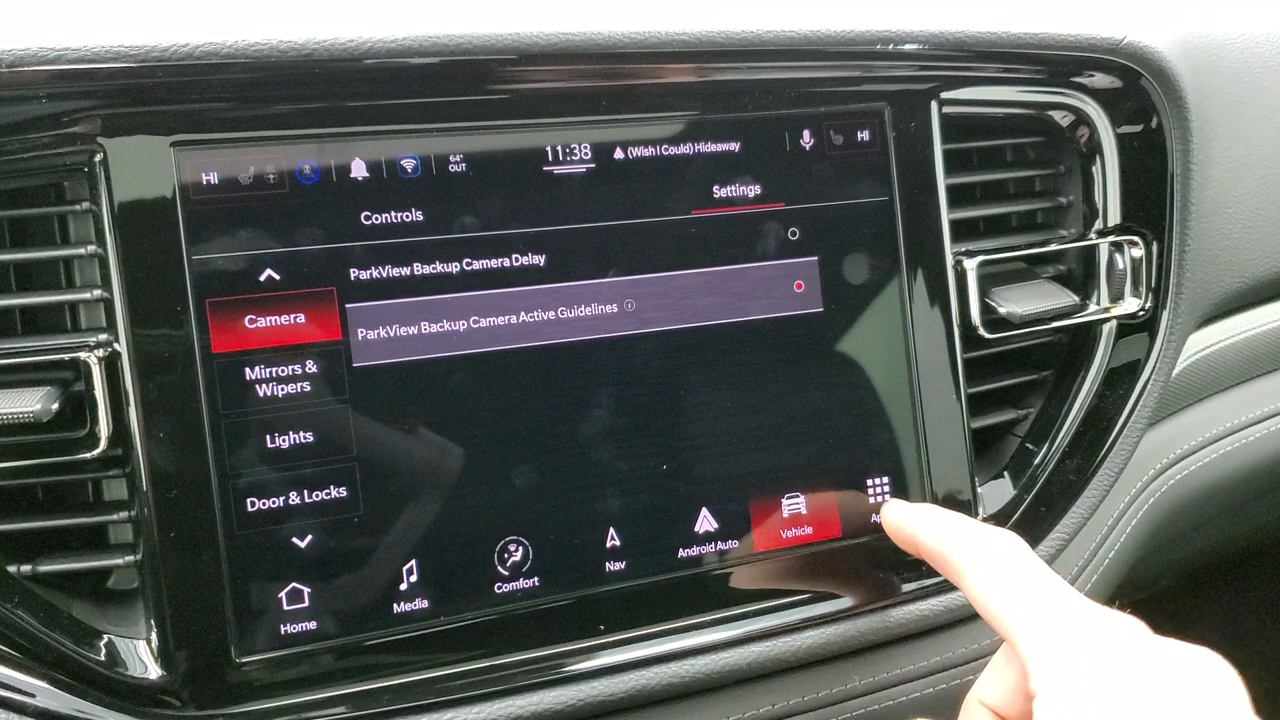 HI
64°
OUT
11:38
(Wish I Could) Hideaway
HI
Controls
Settings
ParkView Backup Camera Delay
ParkView Backup Camera Active Guidelines
Camera
Mirrors &
Wipers
Lights
Door & Locks
Home
Media
Comfort
Nav
Android Auto
Vehicle